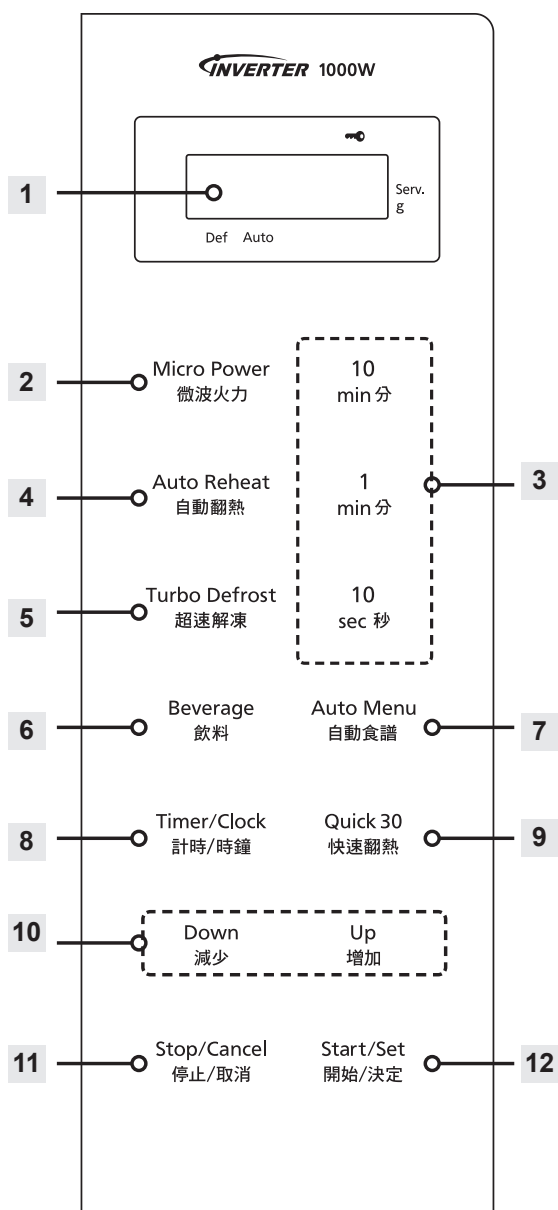 INVERTER 1000W
1
Serv.
g
Def Auto
2
Micro Power
微波火力
10
min 分
3
4
Auto Reheat
自動翻熱
1
min 分
5
Turbo Defrost
超速解凍
10
sec 秒
6
Beverage
飲料
Auto Menu
自動食譜
7
8
Timer/Clock
計時/時鐘
Quick 30
快速翻熱
9
10
Down
減少
Up
增加
11
Stop/Cancel
停止/取消
Start/Set
開始/決定
12